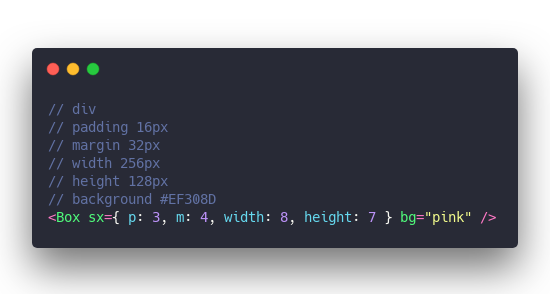 // div
// padding 16px
// margin 32px
// width 256px
// height 128px
// background #EF308D
<Box sx={ p: 3, m: 4, width: 8, height: 7 } bg="pink" />